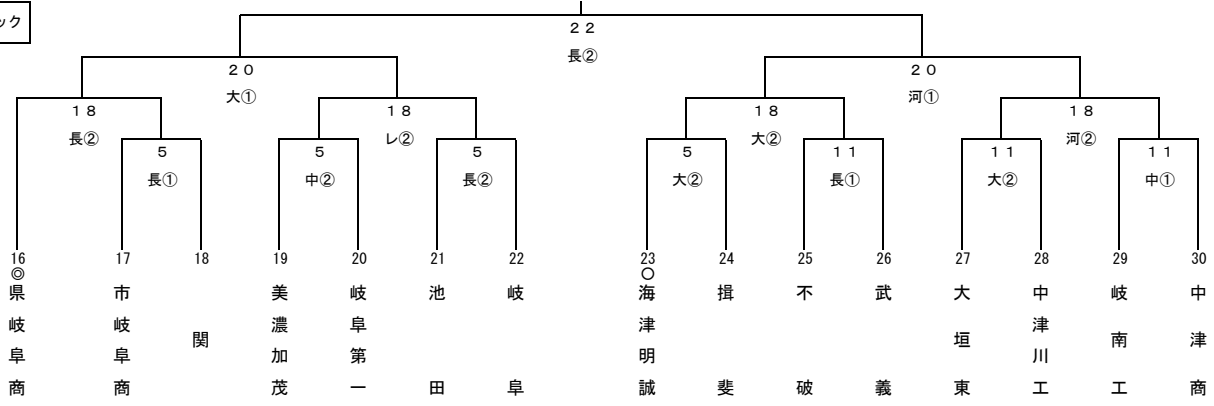 ック
２２
長②
２０
２０
大①
河①
１８
１８
１８
１８
長②
レ②
大②
河②
５
５
５
５
１１
１１
１１
長①
中②
長②
大②
長①
大②
中①
16 17 18 19 20 21 22 23 24 25 26 27 28 29 30
◎ ○
県岐阜商
市岐阜商
関
美濃加茂
岐阜第一
池田
岐阜
海津明誠
揖斐
不破
武義
大垣東
中津川工
岐南工
中津商